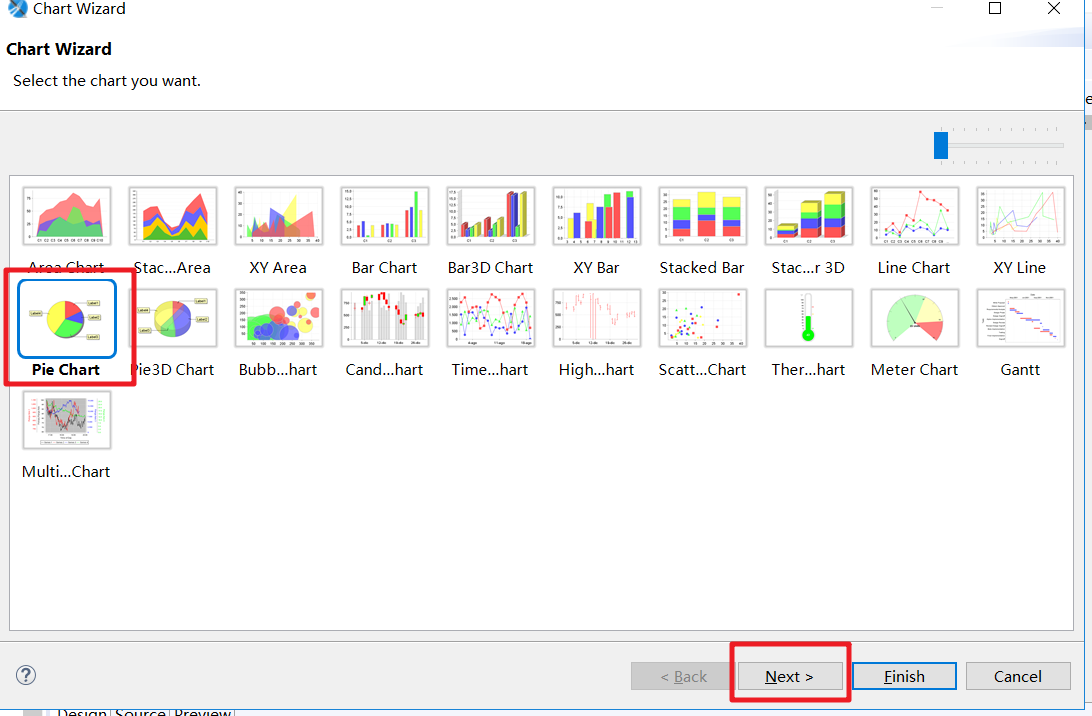 Chart Wizard
Chart Wizard
Select the chart you want.
Area Chart Stac...Area XY Area Bar Chart Bar3D Chart XY Bar Stacked Bar Stac...r 3D Line Chart XY Line
Pie Chart Pie3D Chart Bubb...hart Cand...hart Time...hart High...hart Scatt...Chart Ther...hart Meter Chart Gantt
Multi...Chart
? < Back Next > Finish Cancel
Design Source Preview